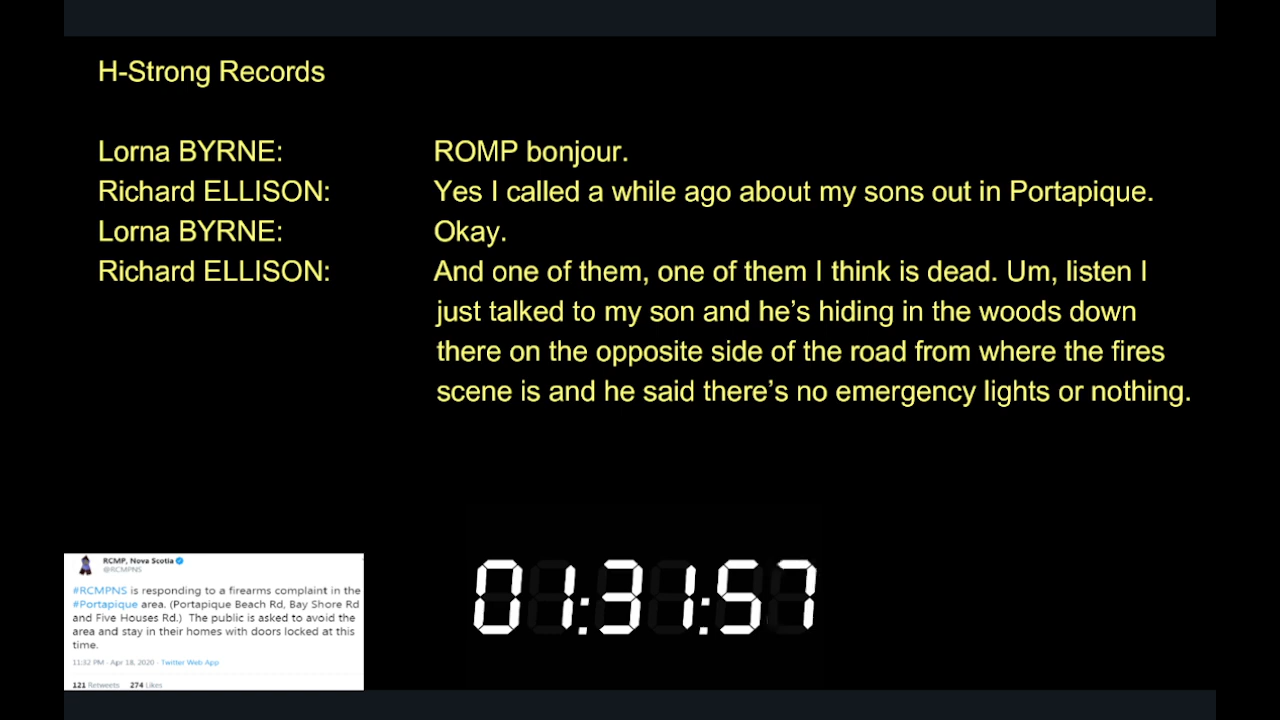 H-Strong Records
Lorna BYRNE: ROMP bonjour.
Richard ELLISON: Yes I called a while ago about my sons out in Portapique.
Lorna BYRNE: Okay.
Richard ELLISON: And one of them, one of them I think is dead. Um, listen I
just talked to my son and he's hiding in the woods down
there on the opposite side of the road from where the fires
scene is and he said there's no emergency lights or nothing.
RCMP, Nova Scotia
@RCMPNS
#RCMPNS is responding to a firearms complaint in the
#Portapique area. (Portapique Beach Rd, Bay Shore Rd
and Five Houses Rd.) The public is asked to avoid the
area and stay in their homes with doors locked at this
time.
11:32 PM · Apr 18, 2020 · Twitter Web App
121 Retweets 274 Likes
01:31:57